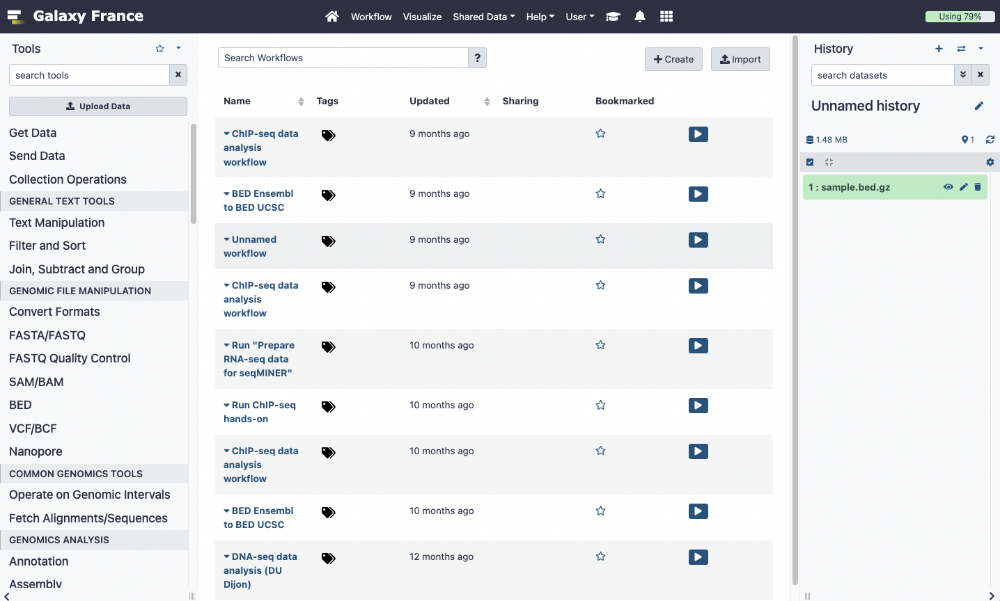 Galaxy France
Workflow Visualize Shared Data Help User
Using 79%
Tools
search tools
Upload Data
Get Data
Send Data
Collection Operations
GENERAL TEXT TOOLS
Text Manipulation
Filter and Sort
Join, Subtract and Group
GENOMIC FILE MANIPULATION
Convert Formats
FASTA/FASTQ
FASTQ Quality Control
SAM/BAM
BED
VCF/BCF
Nanopore
COMMON GENOMICS TOOLS
Operate on Genomic Intervals
Fetch Alignments/Sequences
GENOMICS ANALYSIS
Annotation
Assembly
Search Workflows
?
Create
Import
Name Tags Updated Sharing Bookmarked
ChIP-seq data
analysis
workflow
9 months ago
BED Ensembl
to BED UCSC
9 months ago
Unnamed
workflow
9 months ago
ChIP-seq data
analysis
workflow
9 months ago
Run "Prepare
RNA-seq data
for seqMINER"
10 months ago
Run ChIP-seq
hands-on
10 months ago
ChIP-seq data
analysis
workflow
10 months ago
BED Ensembl
to BED UCSC
10 months ago
DNA-seq data
analysis (DU
Dijon)
12 months ago
History
search datasets
Unnamed history
1.48 MB
1
1 : sample.bed.gz